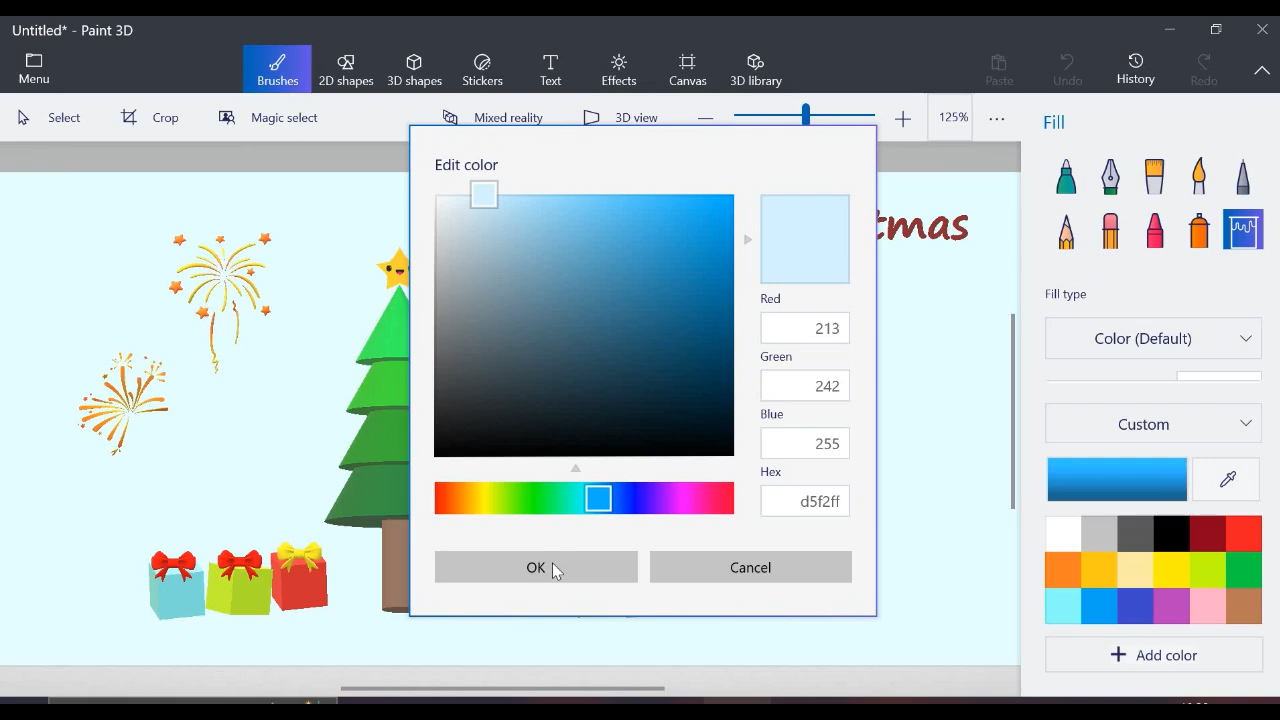 Untitled* - Paint 3D
Menu
Brushes
2D shapes
3D shapes
Stickers
Text
Effects
Canvas
3D library
Paste
Undo
History
Redo
Select
Crop
Magic select
Mixed reality
3D view
125%
Fill
Edit color
tmas
Red
213
Green
242
Blue
255
Hex
d5f2ff
OK
Cancel
Fill type
Color (Default)
Custom
Add color